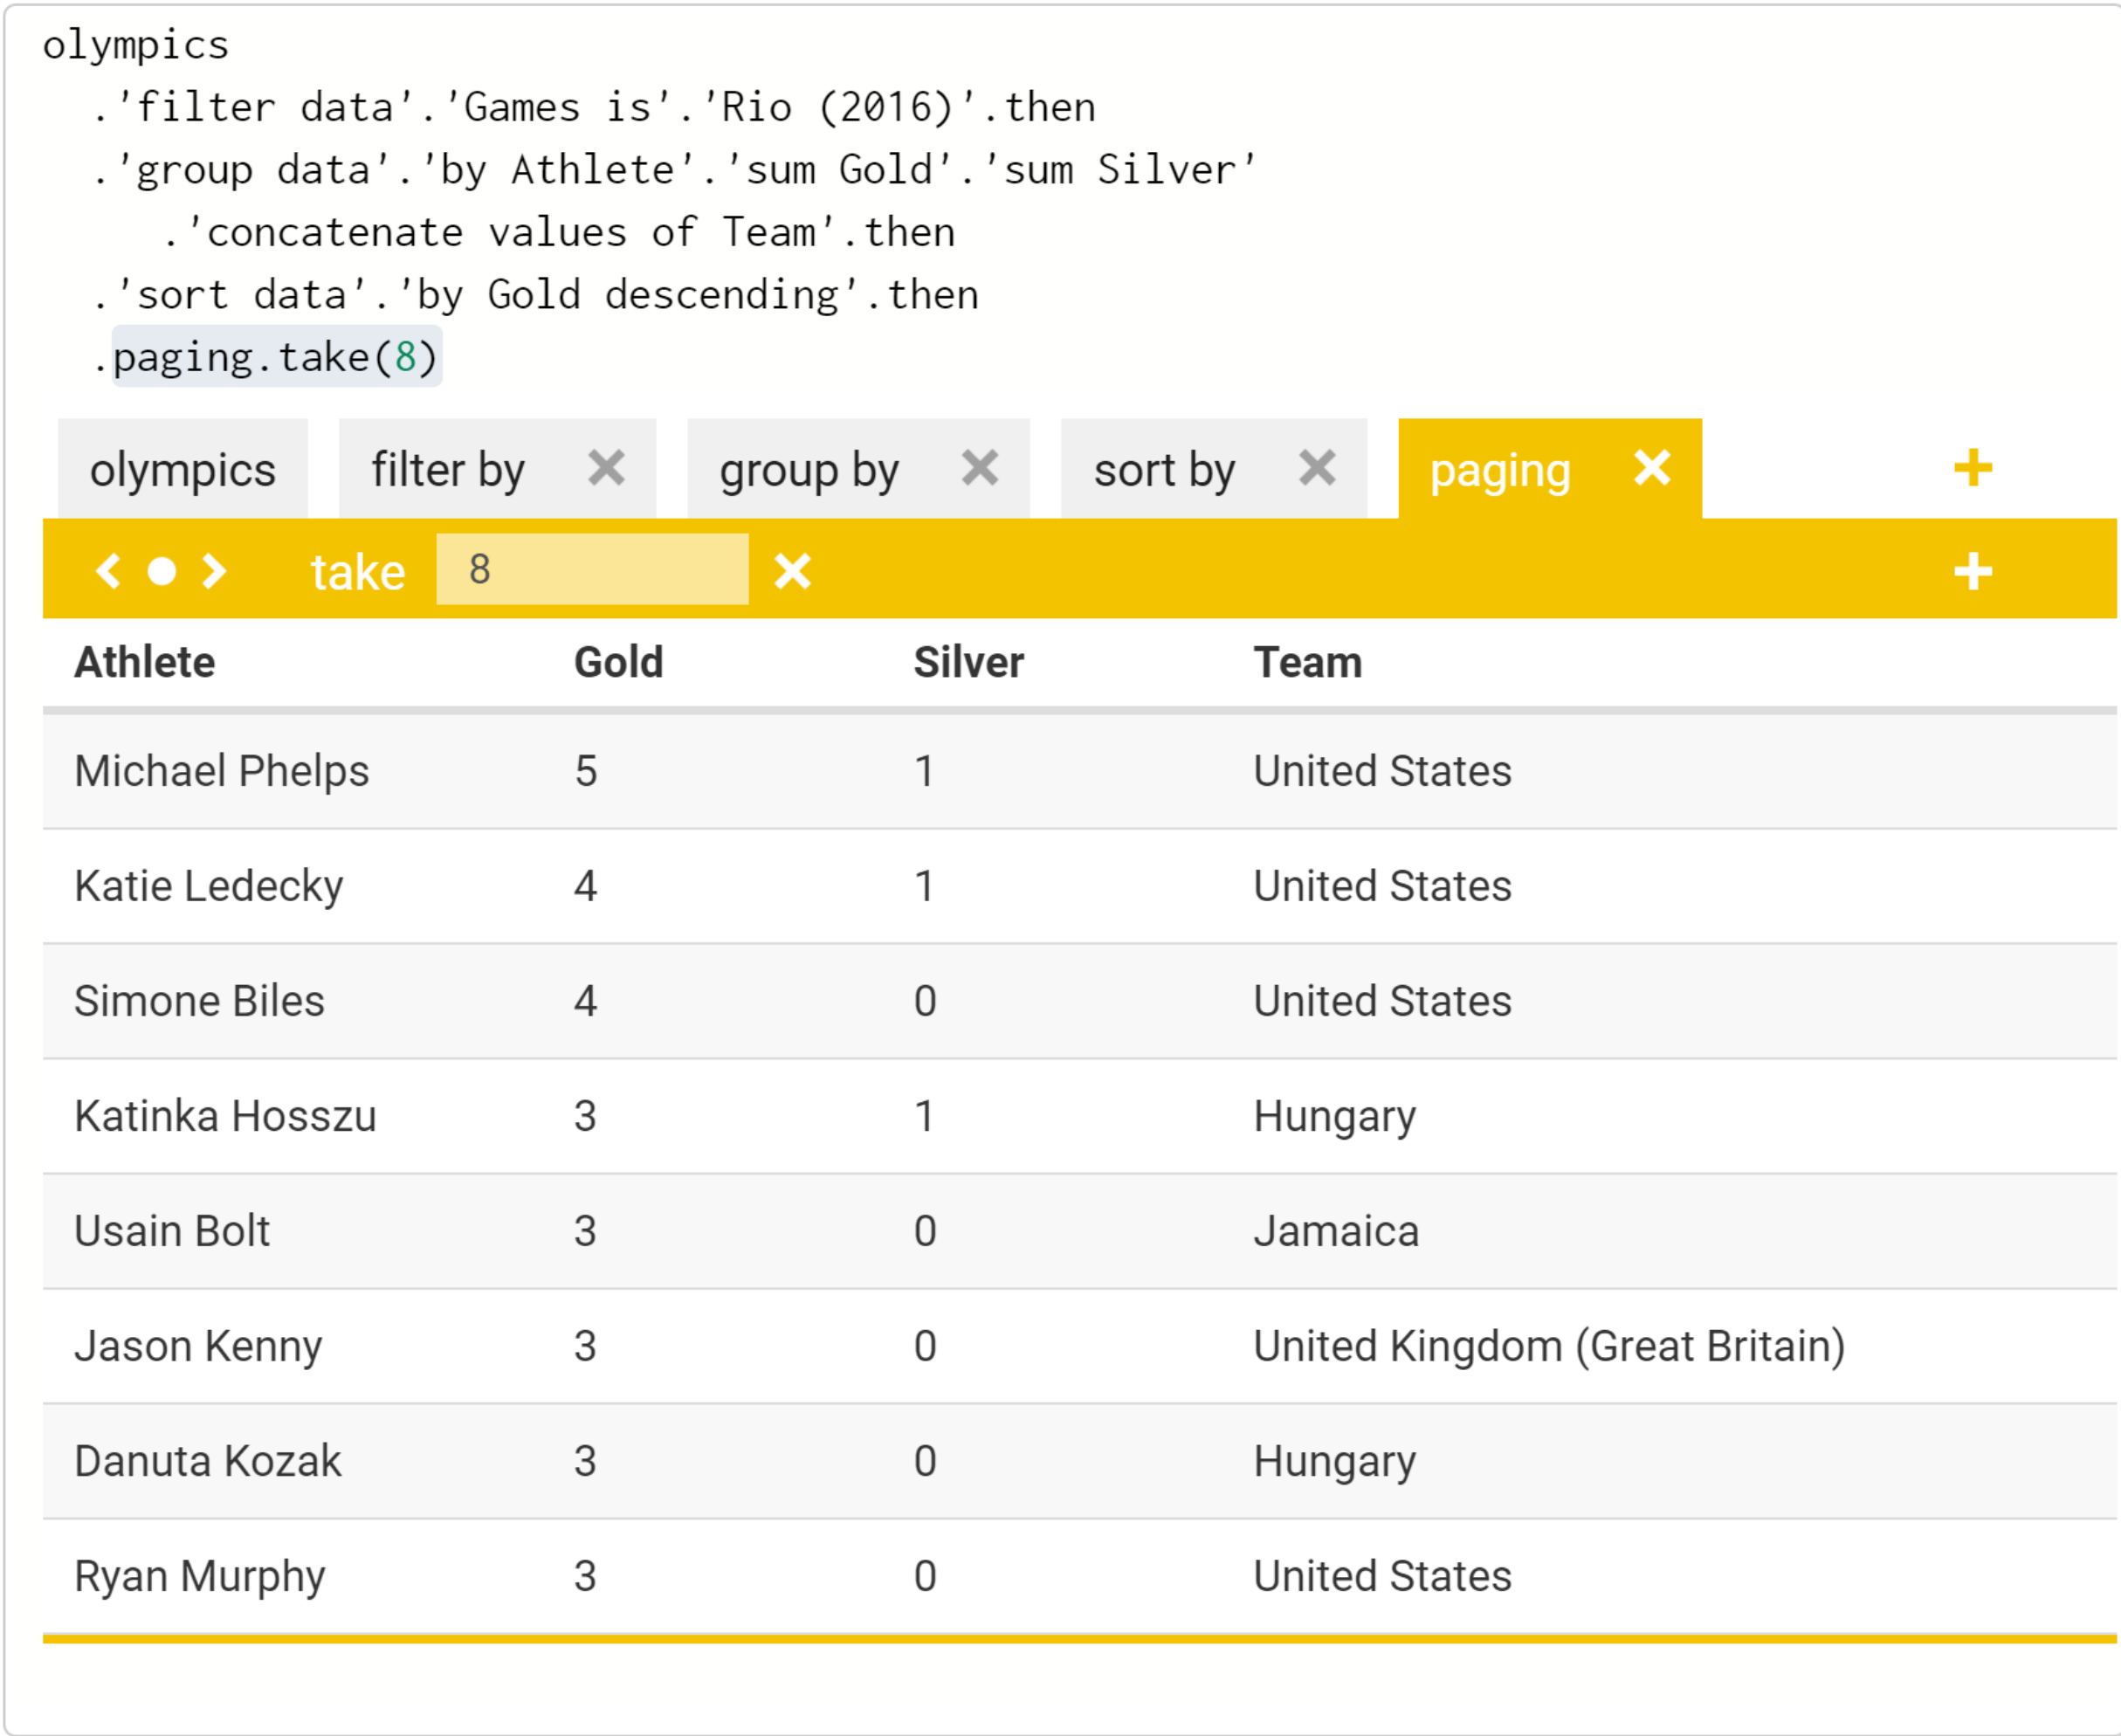 olympics
.'filter data'.'Games is'.'Rio (2016)'.then
.'group data'.'by Athlete'.'sum Gold'.'sum Silver'
.'concatenate values of Team'.then
.'sort data'.'by Gold descending'.then
.paging.take(8)
olympics filter by group by sort by paging +
take 8 +
Athlete Gold Silver Team
Michael Phelps 5 1 United States
Katie Ledecky 4 1 United States
Simone Biles 4 0 United States
Katinka Hosszu 3 1 Hungary
Usain Bolt 3 0 Jamaica
Jason Kenny 3 0 United Kingdom (Great Britain)
Danuta Kozak 3 0 Hungary
Ryan Murphy 3 0 United States